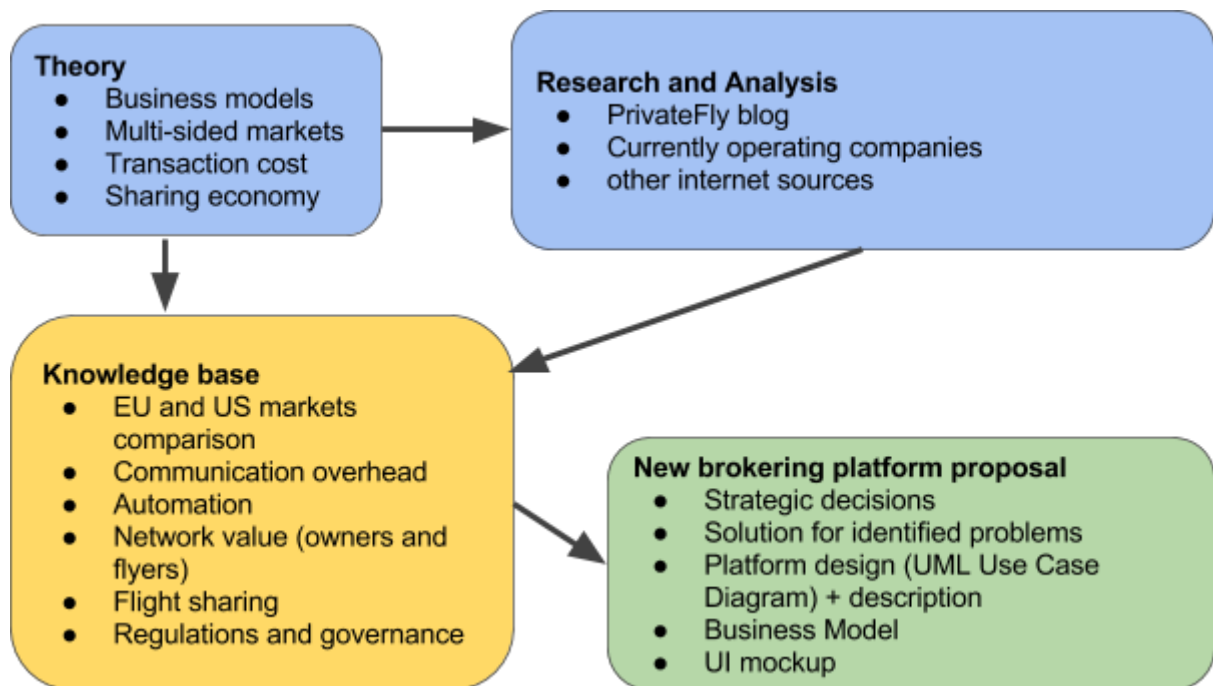 Theory
● Business models
● Multi-sided markets
● Transaction cost
● Sharing economy
Research and Analysis
● PrivateFly blog
● Currently operating companies
● other internet sources
Knowledge base
● EU and US markets
comparison
● Communication overhead
● Automation
● Network value (owners and
flyers)
● Flight sharing
● Regulations and governance
New brokering platform proposal
● Strategic decisions
● Solution for identified problems
● Platform design (UML Use Case
Diagram) + description
● Business Model
● UI mockup